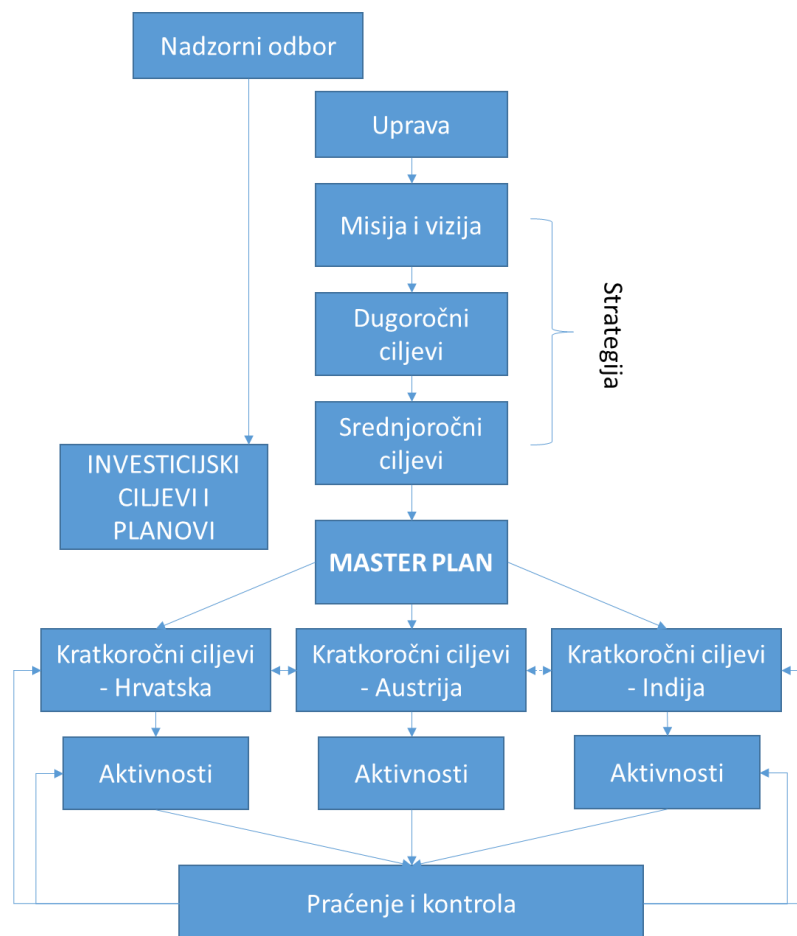 Nadzorni odbor
Uprava
Misija i vizija
Dugoročni
ciljevi
Strategija
Srednjoročni
ciljevi
INVESTICIJSKI
CILJEVI I
PLANOVI
MASTER PLAN
Kratkoročni ciljevi
- Hrvatska
Kratkoročni ciljevi
- Austrija
Kratkoročni ciljevi
- Indija
Aktivnosti
Aktivnosti
Aktivnosti
Praćenje i kontrola